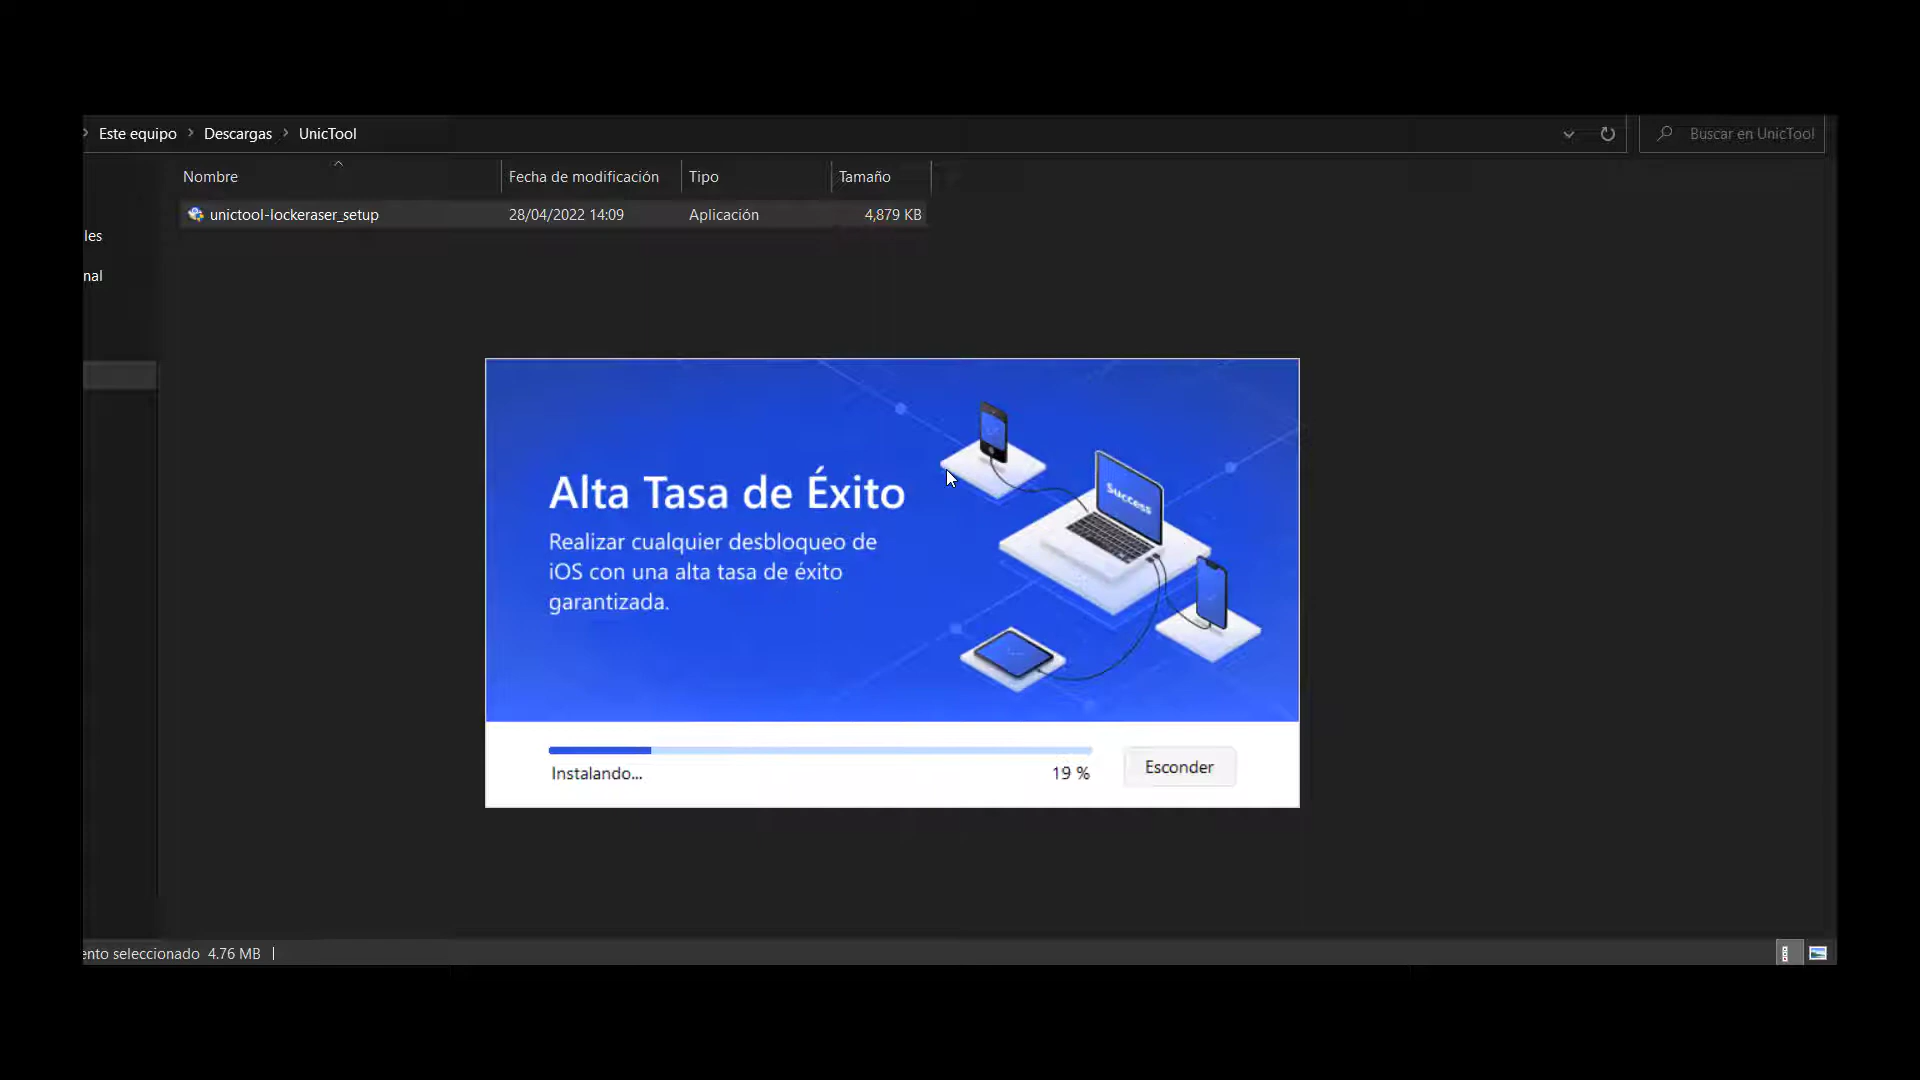 Este equipo > Descargas > UnicTool
Buscar en UnicTool
Nombre
Fecha de modificación
Tipo
Tamaño
unictool-lockeraser_setup
28/04/2022 14:09
Aplicación
4,879 KB
les
nal
Alta Tasa de Éxito
Realizar cualquier desbloqueo de
iOS con una alta tasa de éxito
garantizada.
Success
Instalando...
19 %
Esconder
ento seleccionado 4.76 MB